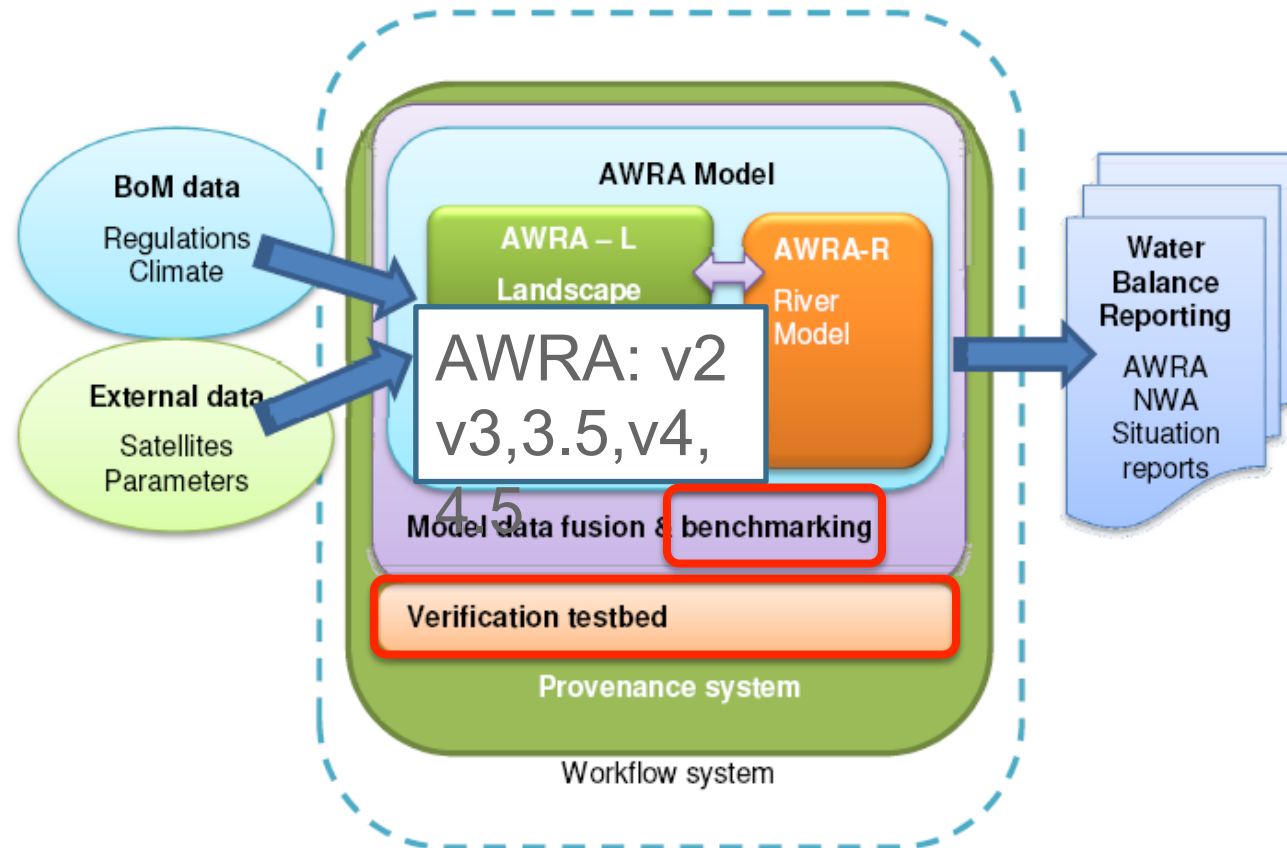 BoM data
Regulations
Climate
External data
Satellites
Parameters
AWRA Model
AWRA – L
Landscape
AWRA-R
River
Model
AWRA: v2
v3,3.5,v4,
4.5
Model data fusion & benchmarking
Verification testbed
Provenance system
Workflow system
Water
Balance
Reporting
AWRA
NWA
Situation
reports